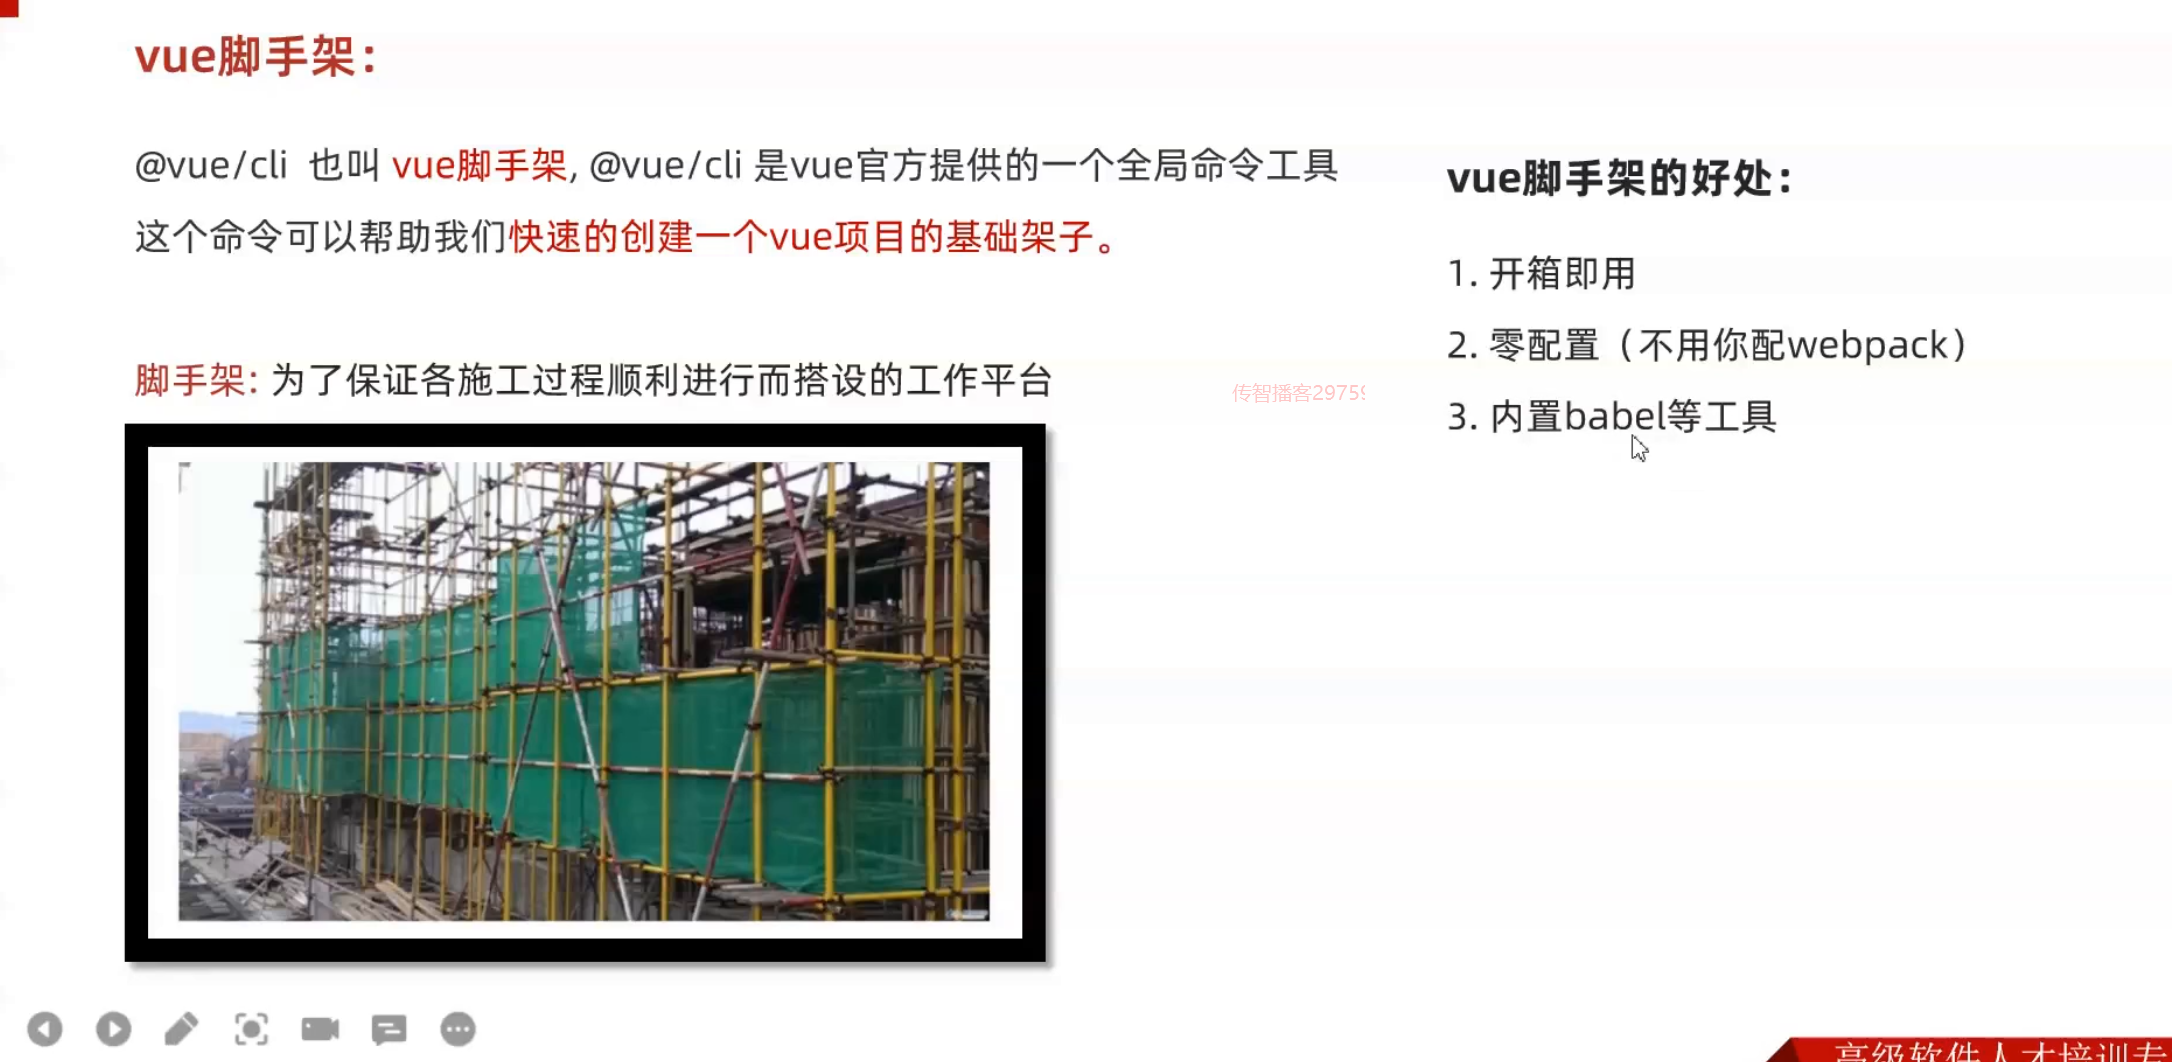 vue脚手架：
@vue/cli 也叫 vue脚手架, @vue/cli 是vue官方提供的一个全局命令工具
这个命令可以帮助我们快速的创建一个vue项目的基础架子。
脚手架: 为了保证各施工过程顺利进行而搭设的工作平台
传智播客29759
vue脚手架的好处：
1. 开箱即用
2. 零配置（不用你配webpack）
3. 内置babel等工具
高级软件人才培训专